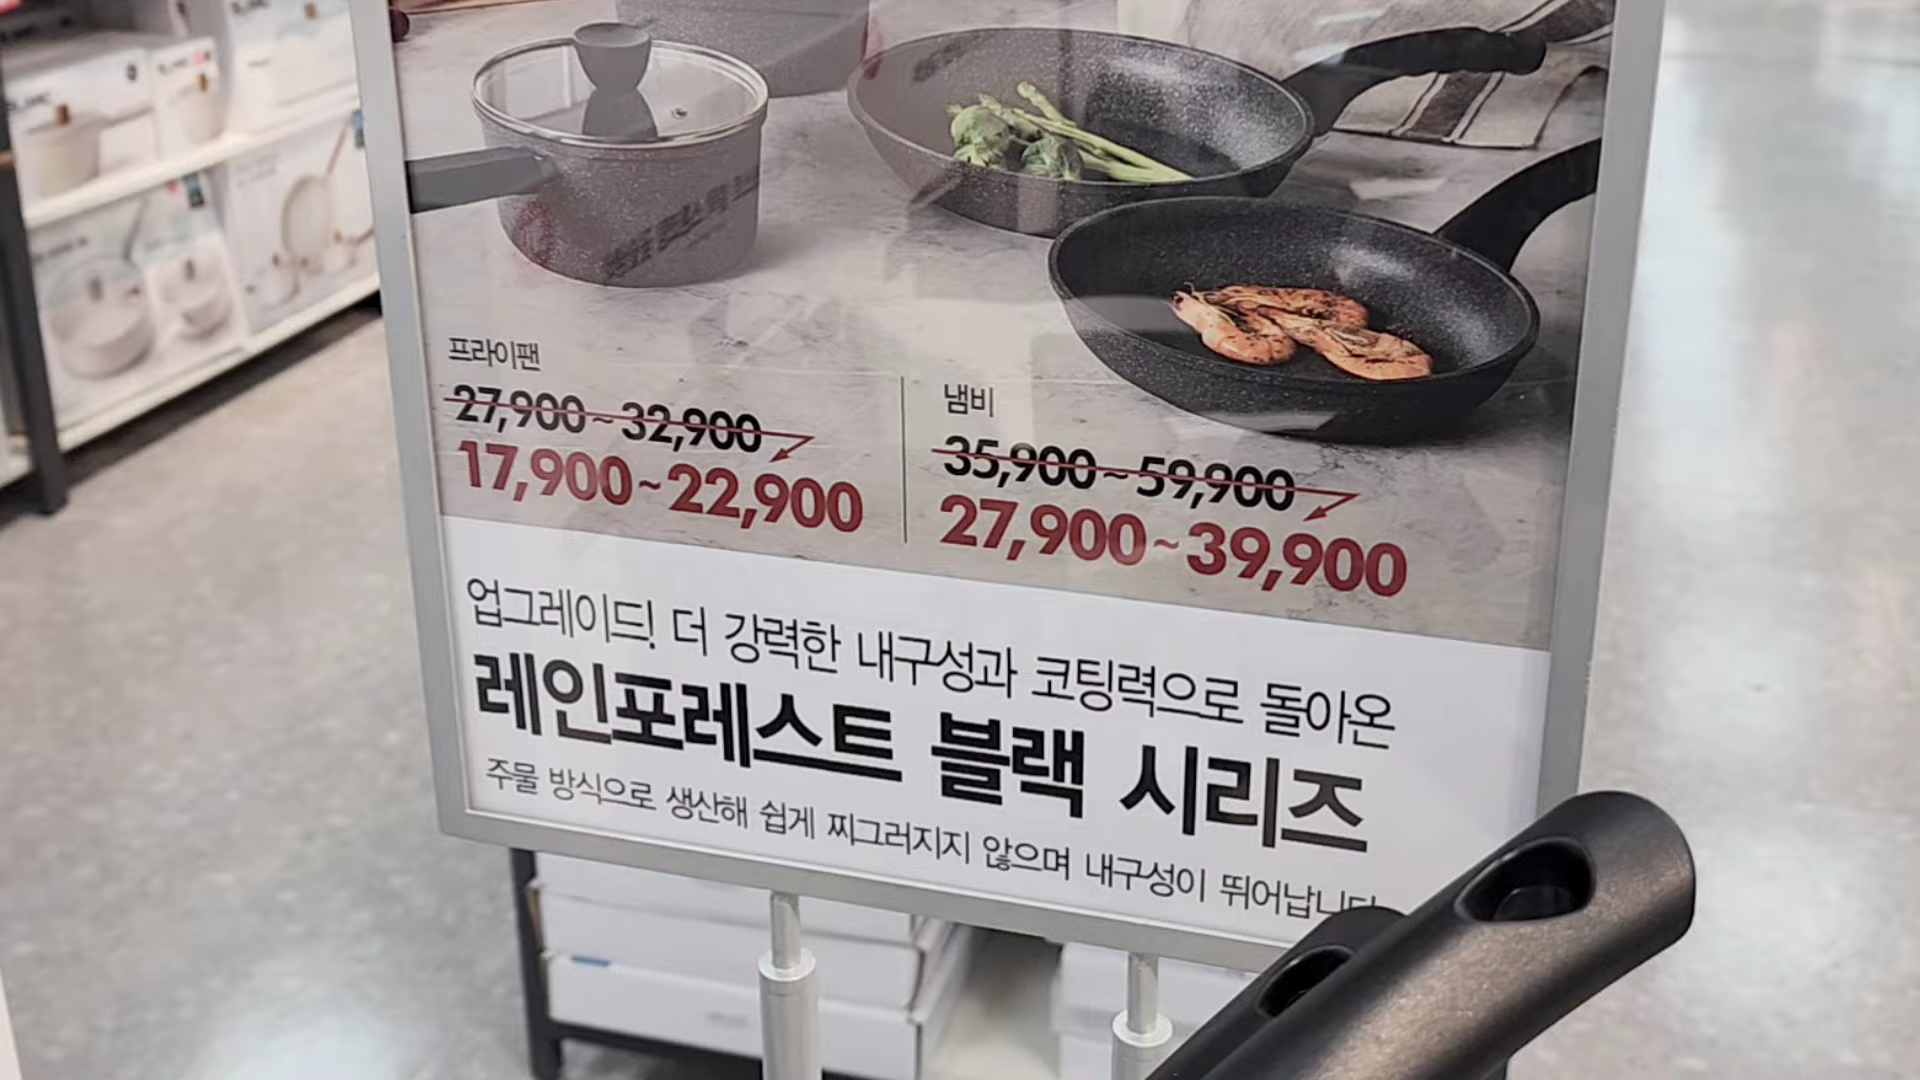 프라이팬
27,900~32,900
17,900~22,900
냄비
35,900~59,900
27,900~39,900
업그레이드! 더 강력한 내구성과 코팅력으로 돌아온
레인포레스트 블랙 시리즈
주물 방식으로 생산해 쉽게 찌그러지지 않으며 내구성이 뛰어납니다